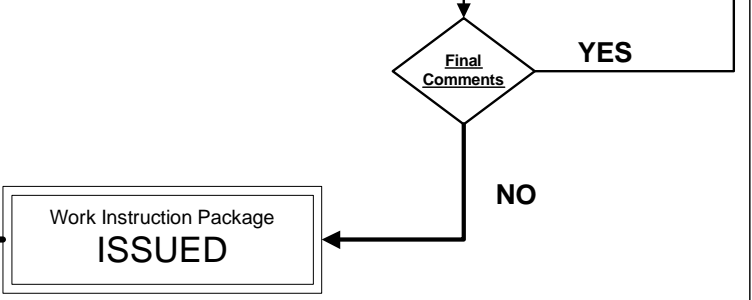 Final
Comments
YES
NO
Work Instruction Package
ISSUED